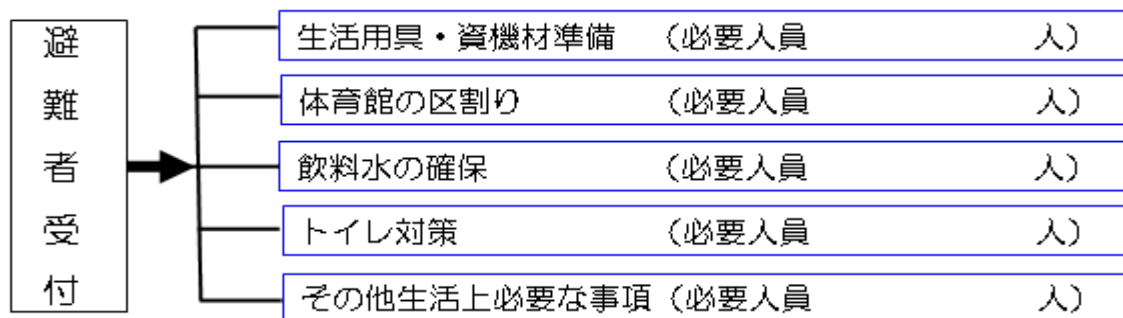 避難者受付
生活用具・資機材準備 (必要人員 人)
体育館の区割り (必要人員 人)
飲料水の確保 (必要人員 人)
トイレ対策 (必要人員 人)
その他生活上必要な事項 (必要人員 人)